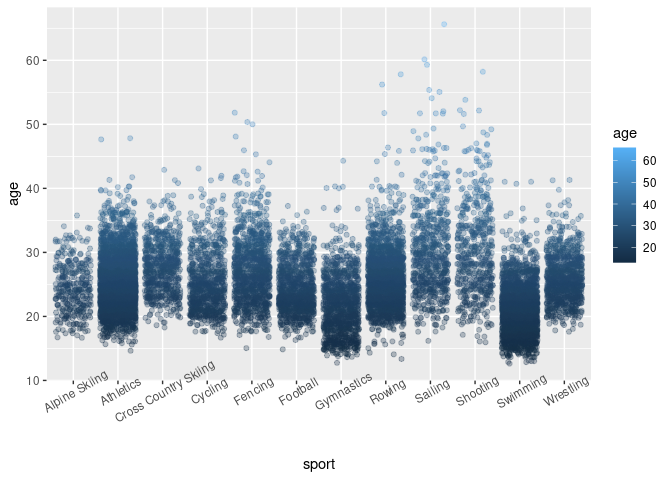 60
50
40
30
20
10
age
Alpine Skiing
Athletics
Cross Country Skiing
Cycling
Fencing
Football
Gymnastics
Rowing
Sailing
Shooting
Swimming
Wrestling
sport
age
60
50
40
30
20